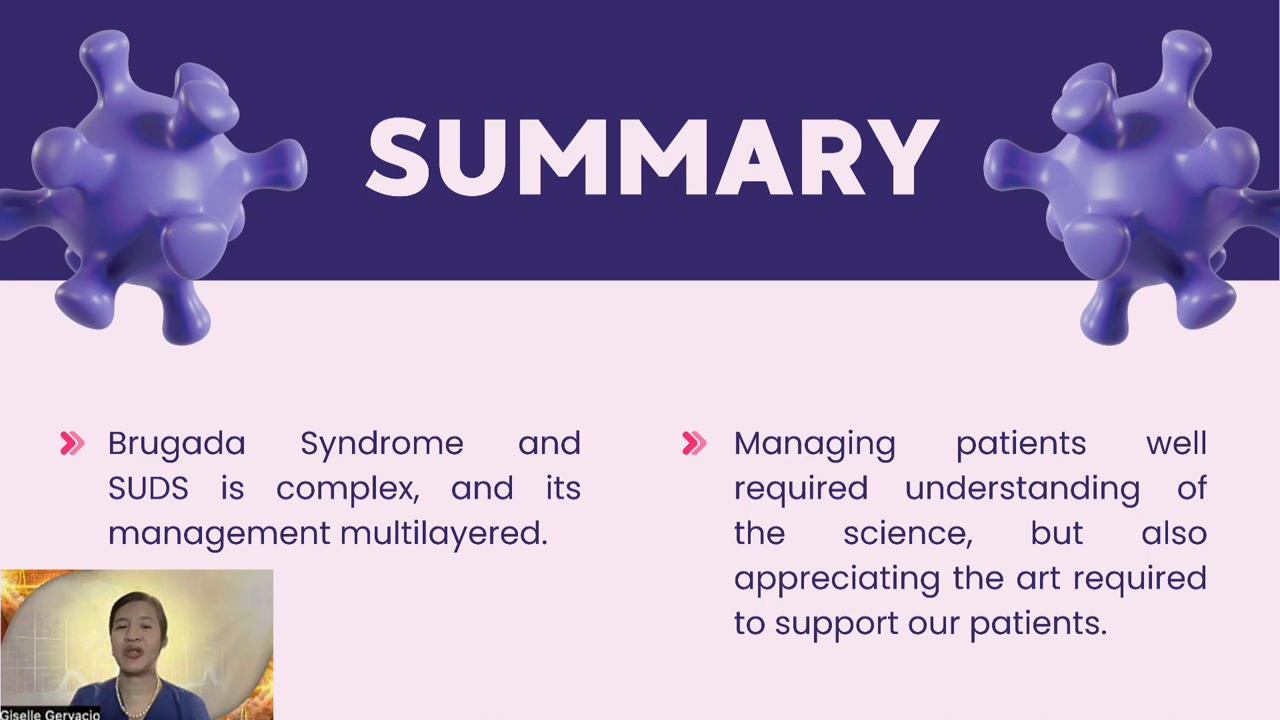 SUMMARY
Brugada Syndrome and
SUDS is complex, and its
management multilayered.
Managing patients well
required understanding of
the science, but also
appreciating the art required
to support our patients.
Giselle Gervacio